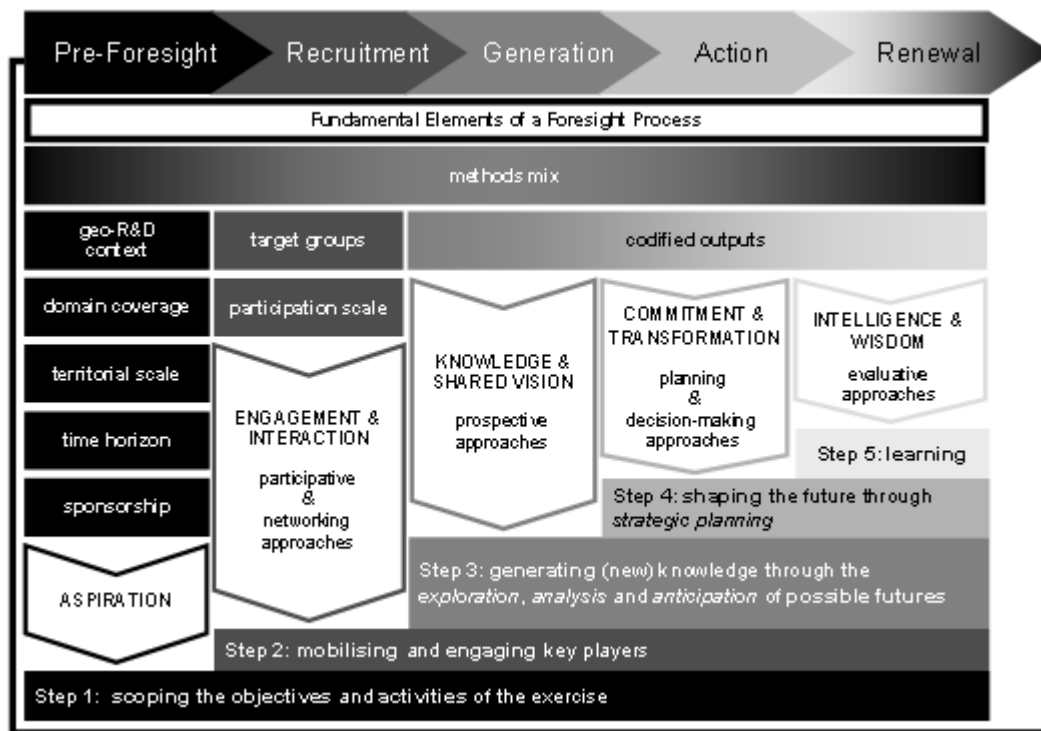 Pre-Foresight
Recruitment
Generation
Action
Renewal
Fundamental Elements of a Foresight Process
methods mix
geo-R&D
context
target groups
codified outputs
domain coverage
participation scale
territorial scale
time horizon
sponsorship
ASPIRATION
ENGAGEMENT &
INTERACTION
participative
&
networking
approaches
KNOWLEDGE &
SHARED VISION
prospective
approaches
COMMITMENT &
TRANSFORMATION
planning
&
decision-making
approaches
INTELLIGENCE &
WISDOM
evaluative
approaches
Step 5: learning
Step 4: shaping the future through
strategic planning
Step 3: generating (new) knowledge through the
exploration, analysis and anticipation of possible futures
Step 2: mobilising and engaging key players
Step 1: scoping the objectives and activities of the exercise